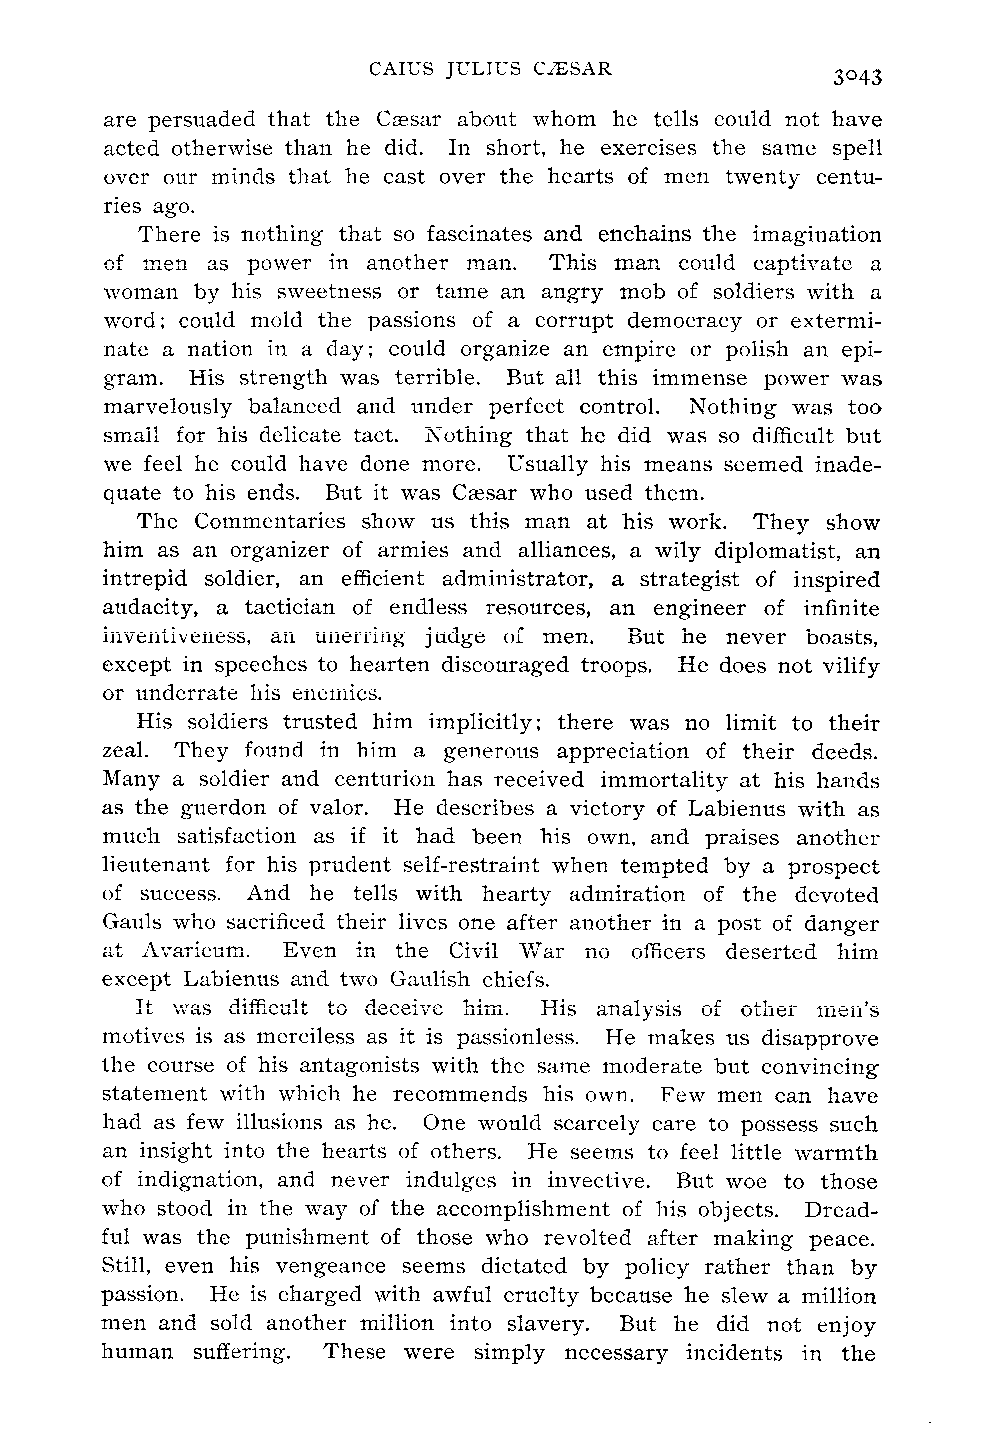 CAIUS JULIUS CÆSAR
3043
are persuaded that the Cæsar about whom he tells could not have
acted otherwise than he did. In short, he exercises the same spell
over our minds that he cast over the hearts of men twenty centu-
ries ago.
There is nothing that so fascinates and enchains the imagination
of men as power in another man. This man could captivate a
woman by his sweetness or tame an angry mob of soldiers with a
word; could mold the passions of a corrupt democracy or extermi-
nate a nation in a day; could organize an empire or polish an epi-
gram. His strength was terrible. But all this immense power was
marvelously balanced and under perfect control. Nothing was too
small for his delicate tact. Nothing that he did was so difficult but
we feel he could have done more. Usually his means seemed inade-
quate to his ends. But it was Cæsar who used them.
The Commentaries show us this man at his work. They show
him as an organizer of armies and alliances, a wily diplomatist, an
intrepid soldier, an efficient administrator, a strategist of inspired
audacity, a tactician of endless resources, an engineer of infinite
inventiveness, an unerring judge of men. But he never boasts,
except in speeches to hearten discouraged troops. He does not vilify
or underrate his enemies.
His soldiers trusted him implicitly; there was no limit to their
zeal. They found in him a generous appreciation of their deeds.
Many a soldier and centurion has received immortality at his hands
as the guerdon of valor. He describes a victory of Labienus with as
much satisfaction as if it had been his own, and praises another
lieutenant for his prudent self-restraint when tempted by a prospect
of success. And he tells with hearty admiration of the devoted
Gauls who sacrificed their lives one after another in a post of danger
at Avaricum. Even in the Civil War no officers deserted him
except Labienus and two Gaulish chiefs.
It was difficult to deceive him. His analysis of other men's
motives is as merciless as it is passionless. He makes us disapprove
the course of his antagonists with the same moderate but convincing
statement with which he recommends his own. Few men can have
had as few illusions as he. One would scarcely care to possess such
an insight into the hearts of others. He seems to feel little warmth
of indignation, and never indulges in invective. But woe to those
who stood in the way of the accomplishment of his objects. Dread-
ful was the punishment of those who revolted after making peace.
Still, even his vengeance seems dictated by policy rather than by
passion. He is charged with awful cruelty because he slew a million
men and sold another million into slavery. But he did not enjoy
human suffering. These were simply necessary incidents in the